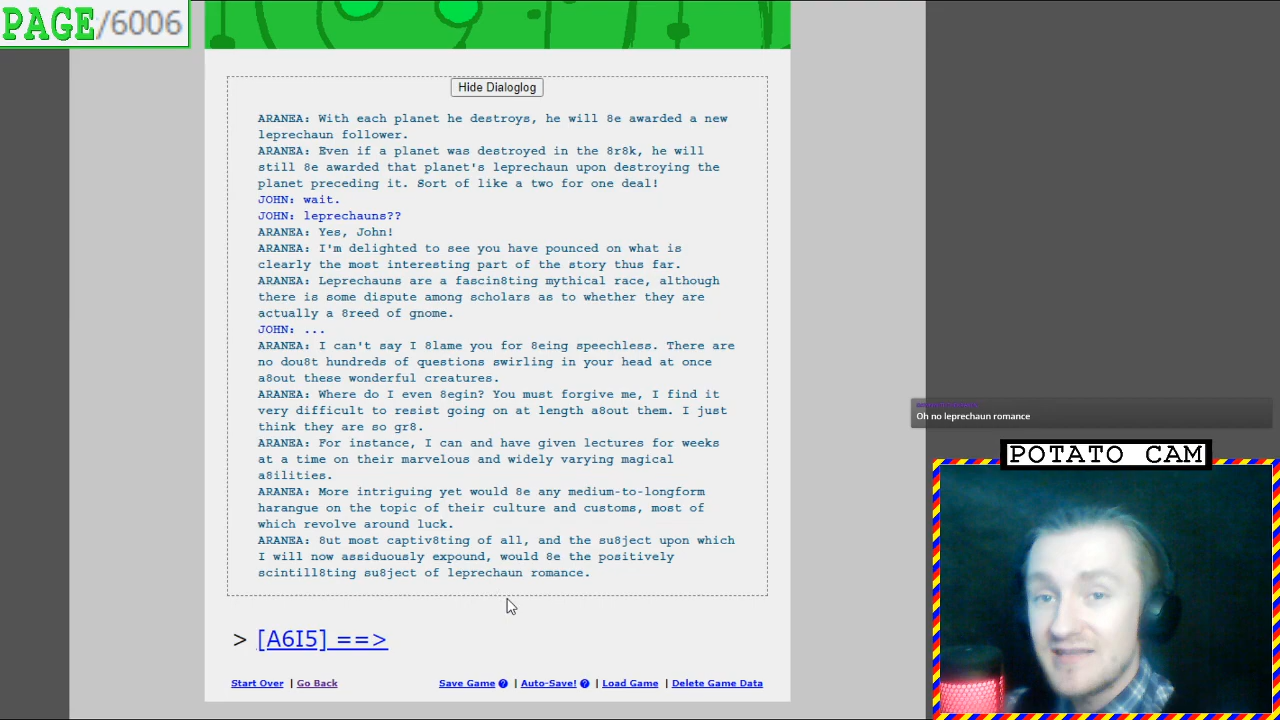 PAGE/6006
Hide Dialoglog
ARANEA: With each planet he destroys, he will 8e awarded a new
leprechaun follower.
ARANEA: Even if a planet was destroyed in the 8r8k, he will
still 8e awarded that planet's leprechaun upon destroying the
planet preceding it. Sort of like a two for one deal!
JOHN: wait.
JOHN: leprechauns??
ARANEA: Yes, John!
ARANEA: I'm delighted to see you have pounced on what is
clearly the most interesting part of the story thus far.
ARANEA: Leprechauns are a fascin8ting mythical race, although
there is some dispute among scholars as to whether they are
actually a 8reed of gnome.
JOHN: ...
ARANEA: I can't say I 8lame you for 8eing speechless. There are
no dou8t hundreds of questions swirling in your head at once
a8out these wonderful creatures.
ARANEA: Where do I even 8egin? You must forgive me, I find it
very difficult to resist going on at length a8out them. I just
think they are so gr8.
ARANEA: For instance, I can and have given lectures for weeks
at a time on their marvelous and widely varying magical
a8ilities.
ARANEA: More intriguing yet would 8e any medium-to-longform
harangue on the topic of their culture and customs, most of
which revolve around luck.
ARANEA: 8ut most captiv8ting of all, and the su8ject upon which
I will now assiduously expound, would 8e the positively
scintill8ting su8ject of leprechaun romance.
> [A6I5] ==>
Start Over | Go Back Save Game ? | Auto-Save! ? | Load Game | Delete Game Data
Oh no leprechaun romance
POTATO CAM